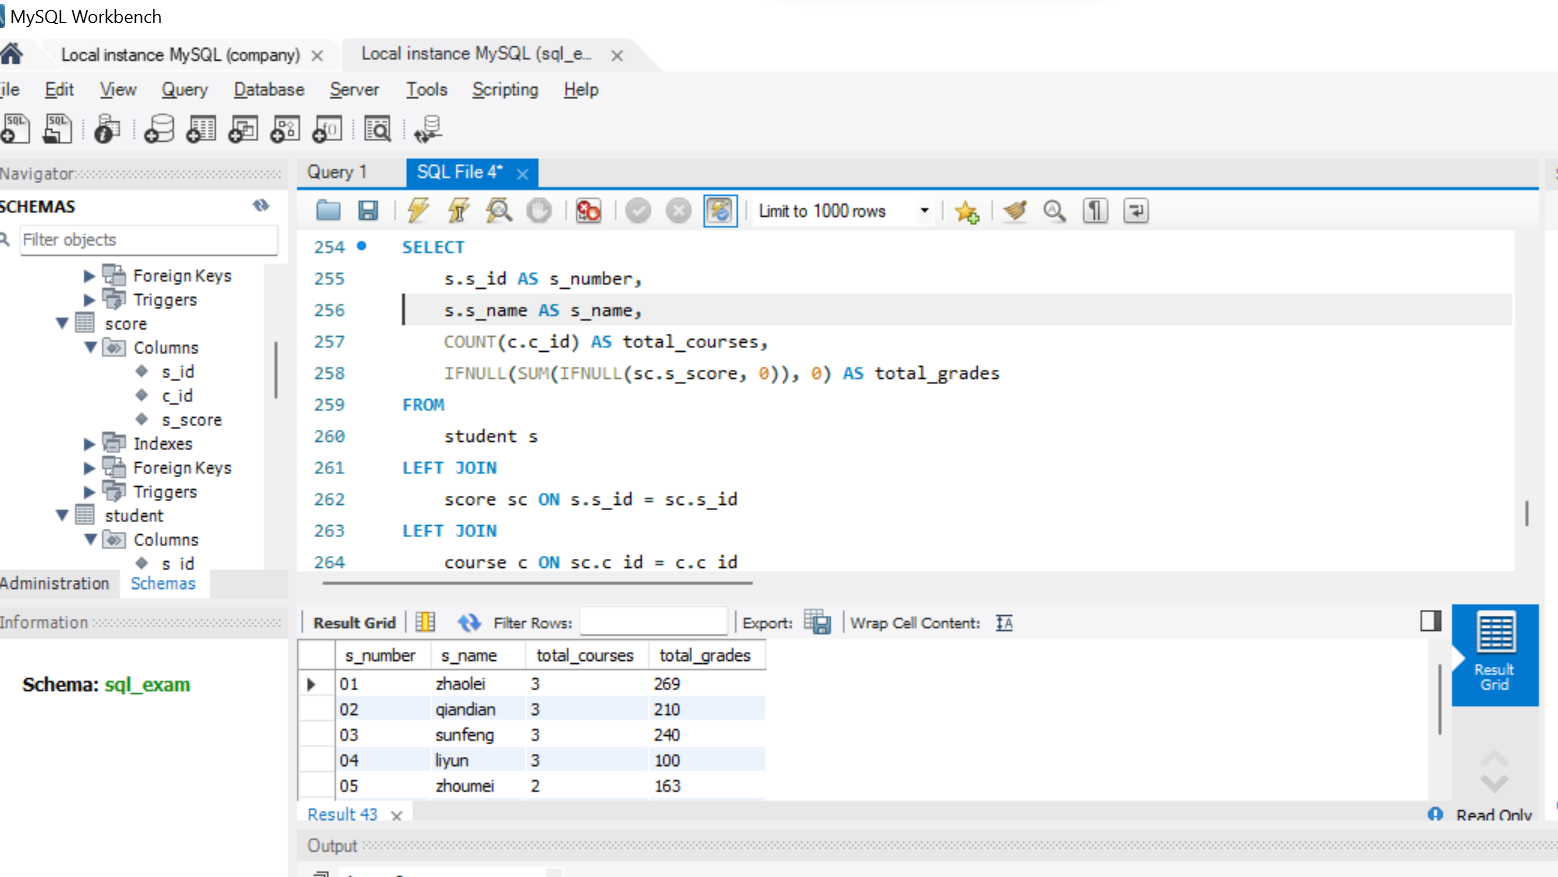 MySQL Workbench
Local instance MySQL (company) Local instance MySQL (sql_e...
ile Edit View Query Database Server Tools Scripting Help
Navigator
Query 1 SQL File 4*
SCHEMAS
Filter objects
Limit to 1000 rows
Foreign Keys
Triggers
score
Columns
s_id
c_id
s_score
Indexes
Foreign Keys
Triggers
student
Columns
s_id
Administration Schemas
Information
Schema: sql_exam
254 SELECT
255 s.s_id AS s_number,
256 s.s_name AS s_name,
257 COUNT(c.c_id) AS total_courses,
258 IFNULL(SUM(IFNULL(sc.s_score, 0)), 0) AS total_grades
259 FROM
260 student s
261 LEFT JOIN
262 score sc ON s.s_id = sc.s_id
263 LEFT JOIN
264 course c ON sc.c_id = c.c_id
Result Grid Filter Rows: Export: Wrap Cell Content:
s_number s_name total_courses total_grades
01 zhaolei 3 269
02 qiandian 3 210
03 sunfeng 3 240
04 liyun 3 100
05 zhoumei 2 163
Result
Grid
Result 43
Read Only
Output